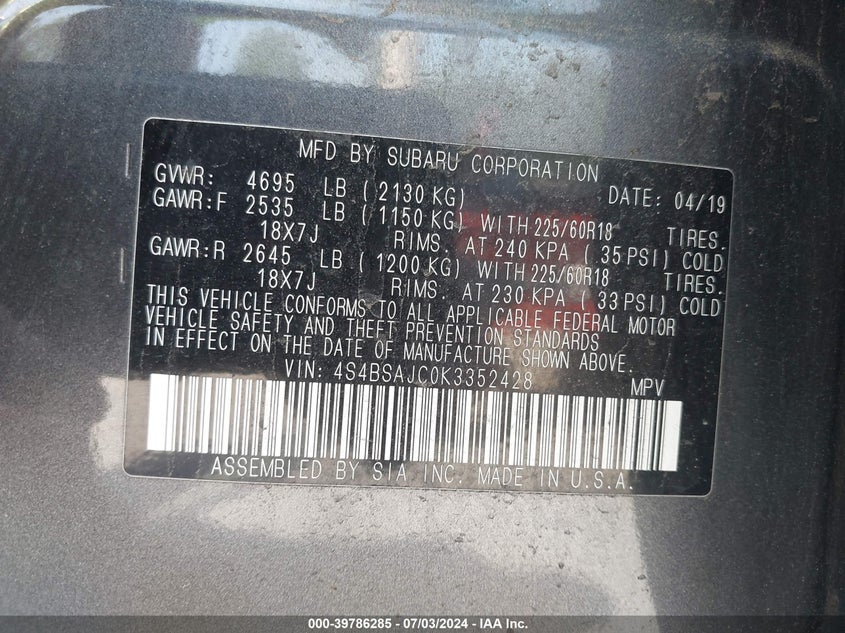 MFD BY SUBARU CORPORATION
GVWR: 4695 LB (2130 KG) DATE: 04/19
GAWR:F 2535 LB (1150 KG) WITH 225/60R18 TIRES.
18X7J RIMS. AT 240 KPA ( 35 PSI) COLD
GAWR:R 2645 LB (1200 KG) WITH 225/60R18 TIRES.
18X7J RIMS. AT 230 KPA ( 33 PSI) COLD
THIS VEHICLE CONFORMS TO ALL APPLICABLE FEDERAL MOTOR
VEHICLE SAFETY AND THEFT PREVENTION STANDARDS
IN EFFECT ON THE DATE OF MANUFACTURE SHOWN ABOVE.
VIN: 4S4BSAJC0K3352428 MPV
ASSEMBLED BY SIA INC. MADE IN U.S.A.
000-39786285 - 07/03/2024 - IAA Inc.